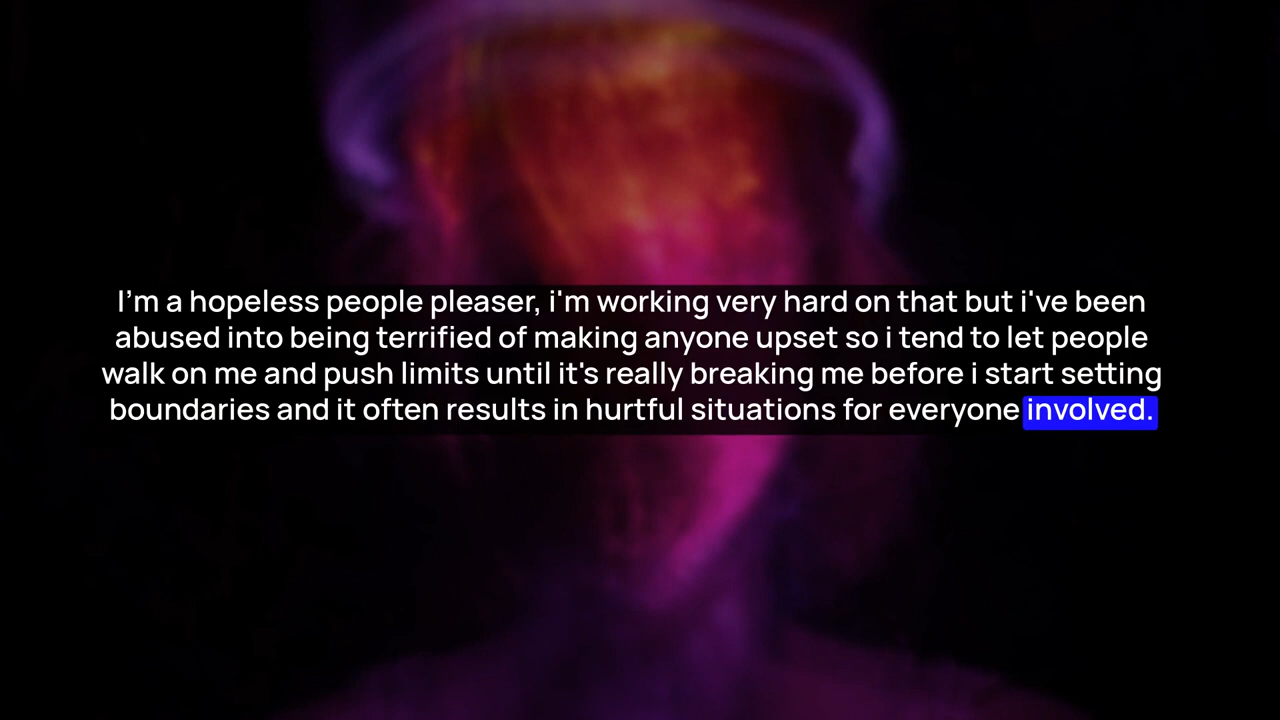 I'm a hopeless people pleaser, i'm working very hard on that but i've been
abused into being terrified of making anyone upset so i tend to let people
walk on me and push limits until it's really breaking me before i start setting
boundaries and it often results in hurtful situations for everyone involved.